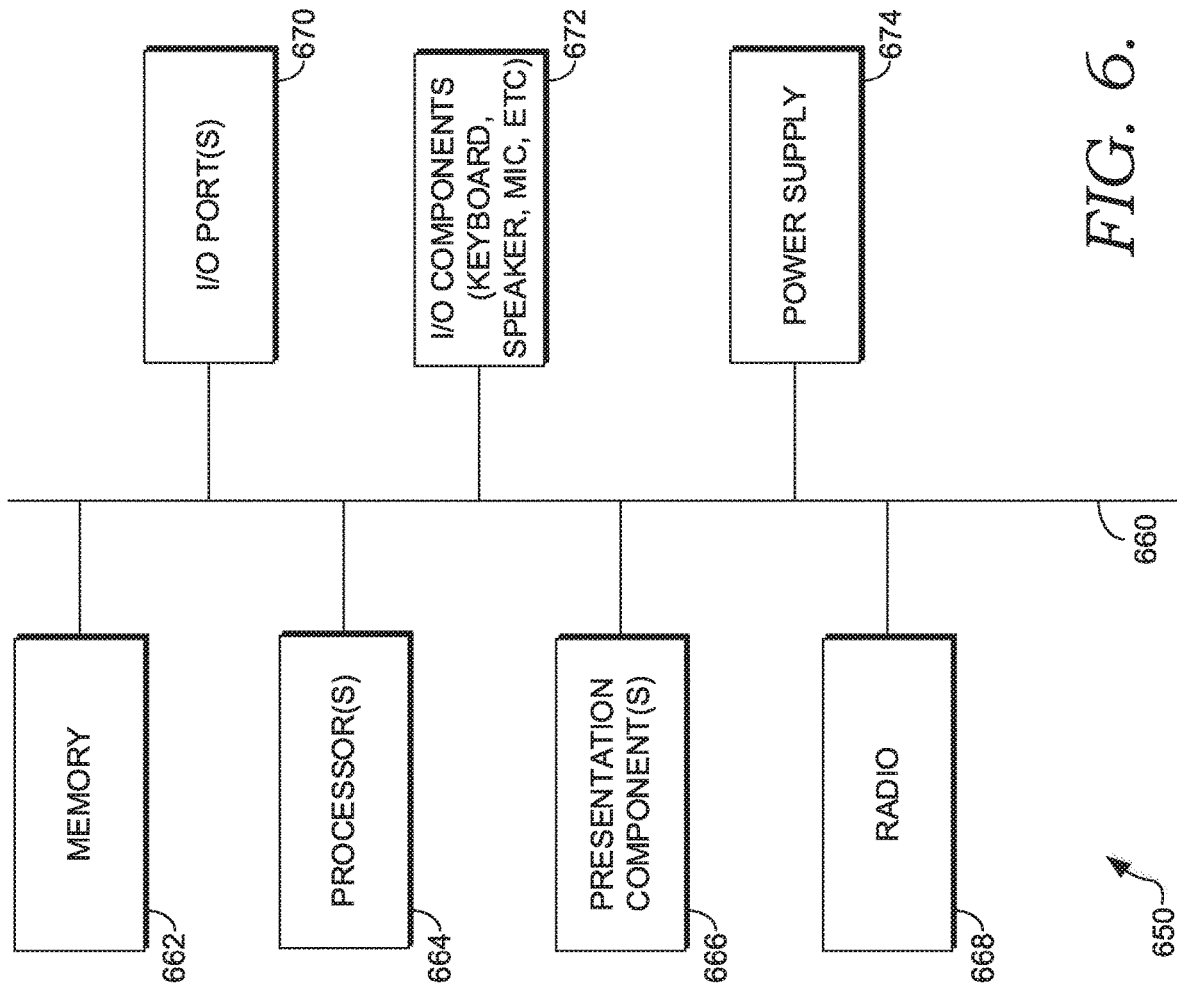 MEMORY
662
PROCESSOR(S)
664
PRESENTATION
COMPONENT(S)
666
RADIO
668
650
I/O PORT(S)
670
I/O COMPONENTS
(KEYBOARD,
SPEAKER, MIC, ETC)
672
POWER SUPPLY
674
660
FIG. 6.